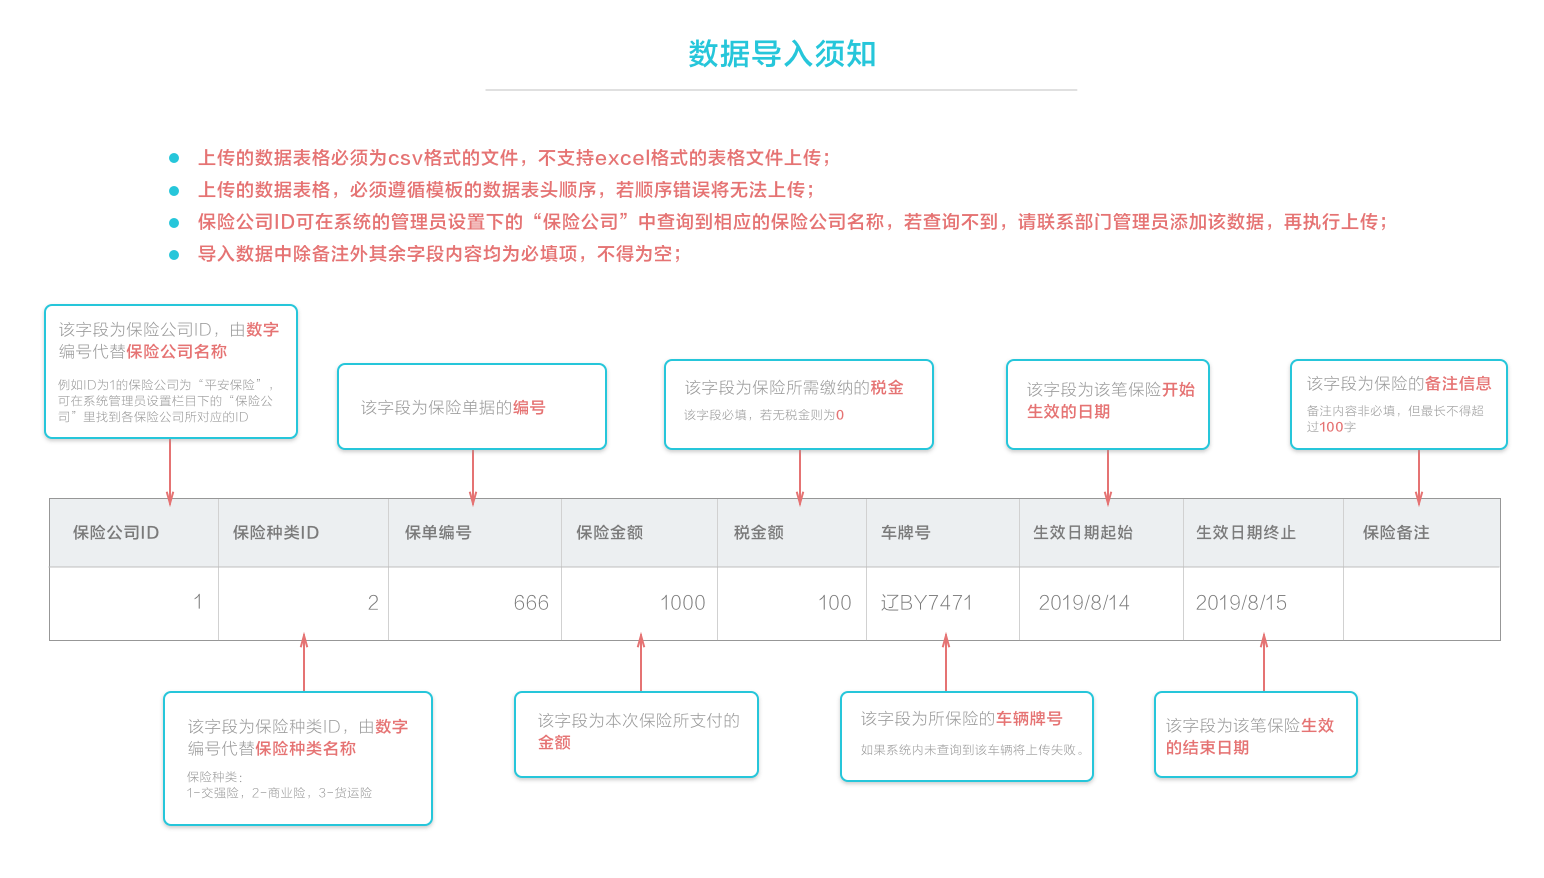 数据导入须知
上传的数据表格必须为csv格式的文件，不支持excel格式的表格文件上传；
上传的数据表格，必须遵循模板的数据表头顺序，若顺序错误将无法上传；
保险公司ID可在系统的管理员设置下的“保险公司”中查询到相应的保险公司名称，若查询不到，请联系部门管理员添加该数据，再执行上传；
导入数据中除备注外其余字段内容均为必填项，不得为空；
该字段为保险公司ID，由数字
编号代替保险公司名称
例如ID为1的保险公司为“平安保险”，
可在系统管理员设置栏目下的“保险公
司”里找到各保险公司所对应的ID
该字段为保险单据的编号
该字段为保险所需缴纳的税金
该字段必填，若无税金则为0
该字段为该笔保险开始
生效的日期
该字段为保险的备注信息
备注内容非必填，但最长不得超
过100字
保险公司ID 保险种类ID 保单编号 保险金额 税金额 车牌号 生效日期起始 生效日期终止 保险备注
1 2 666 1000 100 辽BY7471 2019/8/14 2019/8/15
该字段为保险种类ID，由数字
编号代替保险种类名称
保险种类：
1-交强险，2-商业险，3-货运险
该字段为本次保险所支付的
金额
该字段为所保险的车辆牌号
如果系统内未查询到该车辆将上传失败。
该字段为该笔保险生效
的结束日期